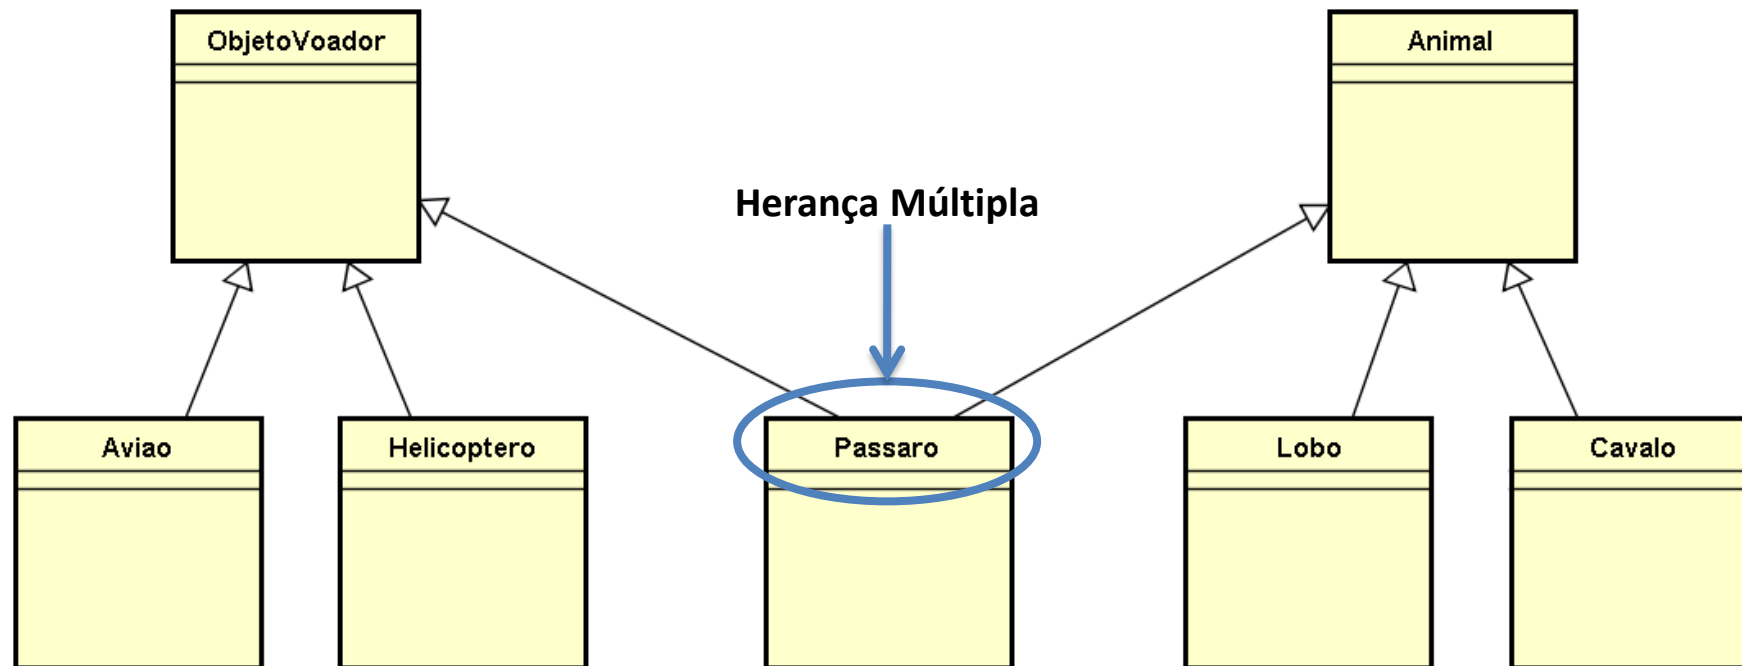 ObjetoVoador
Animal
Herança Múltipla
Aviao
Helicoptero
Passaro
Lobo
Cavalo